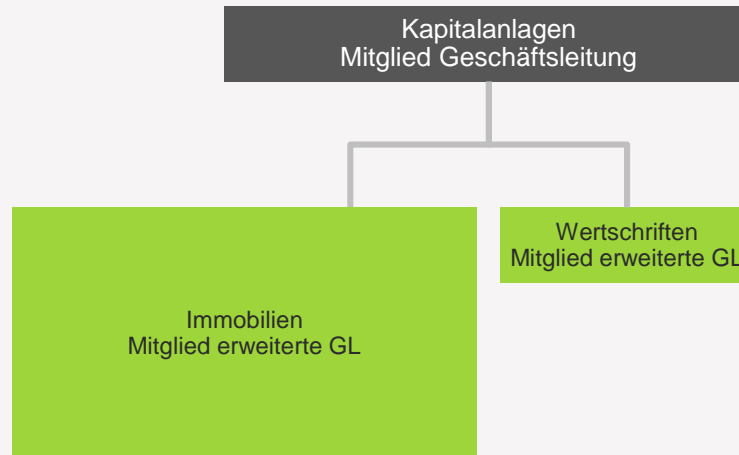 Kapitalanlagen
Mitglied Geschäftsleitung
Wertschriften
Mitglied erweiterte GL
Immobilien
Mitglied erweiterte GL